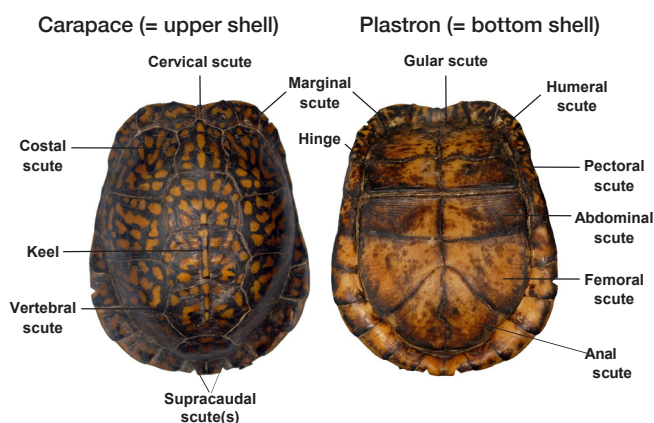 Carapace (= upper shell)
Plastron (= bottom shell)
Cervical scute
Gular scute
Marginal
scute
Humeral
scute
Costal
scute
Hinge
Pectoral
scute
Abdominal
scute
Keel
Femoral
scute
Vertebral
scute
Anal
scute
Supracaudal
scute(s)